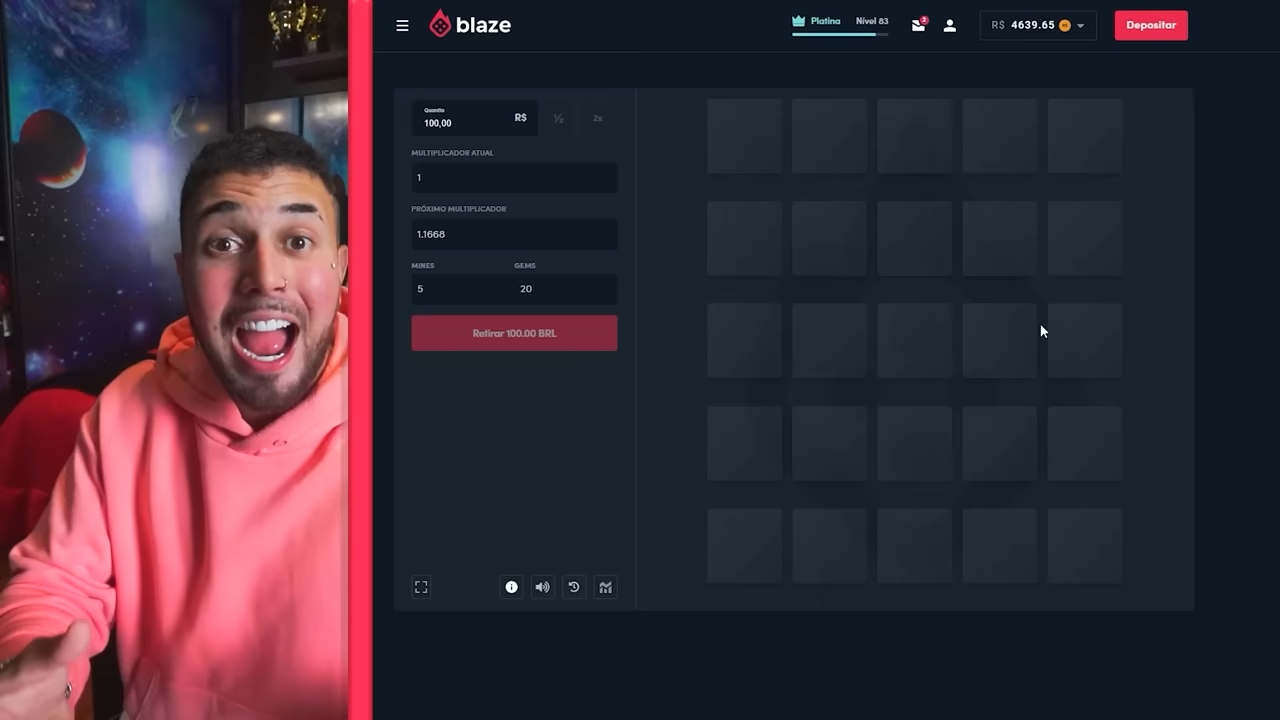 blaze
Platina Nível 83
2
R$ 4639.65
Depositar
Quantia
100,00 R$ ½ 2x
MULTIPLICADOR ATUAL
1
PRÓXIMO MULTIPLICADOR
1.1668
MINES GEMS
5 20
Retirar 100.00 BRL